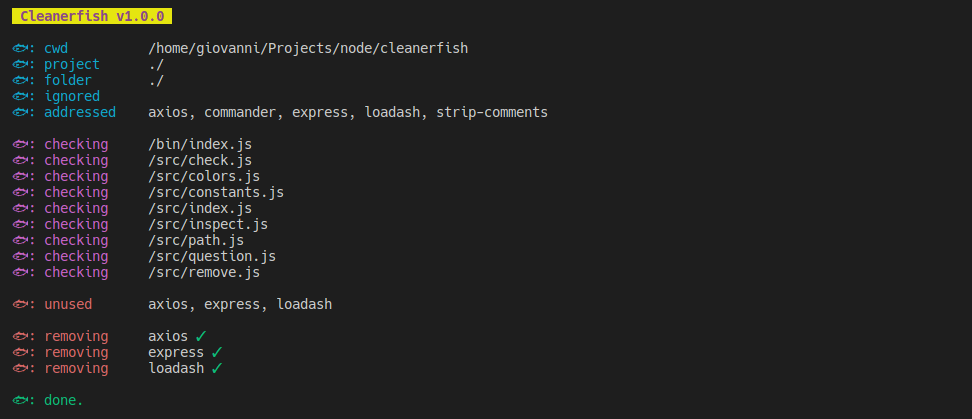 Cleanerfish v1.0.0
🐟: cwd /home/giovanni/Projects/node/cleanerfish
🐟: project ./
🐟: folder ./
🐟: ignored
🐟: addressed axios, commander, express, loadash, strip-comments
🐟: checking /bin/index.js
🐟: checking /src/check.js
🐟: checking /src/colors.js
🐟: checking /src/constants.js
🐟: checking /src/index.js
🐟: checking /src/inspect.js
🐟: checking /src/path.js
🐟: checking /src/question.js
🐟: checking /src/remove.js
🐟: unused axios, express, loadash
🐟: removing axios ✓
🐟: removing express ✓
🐟: removing loadash ✓
🐟: done.